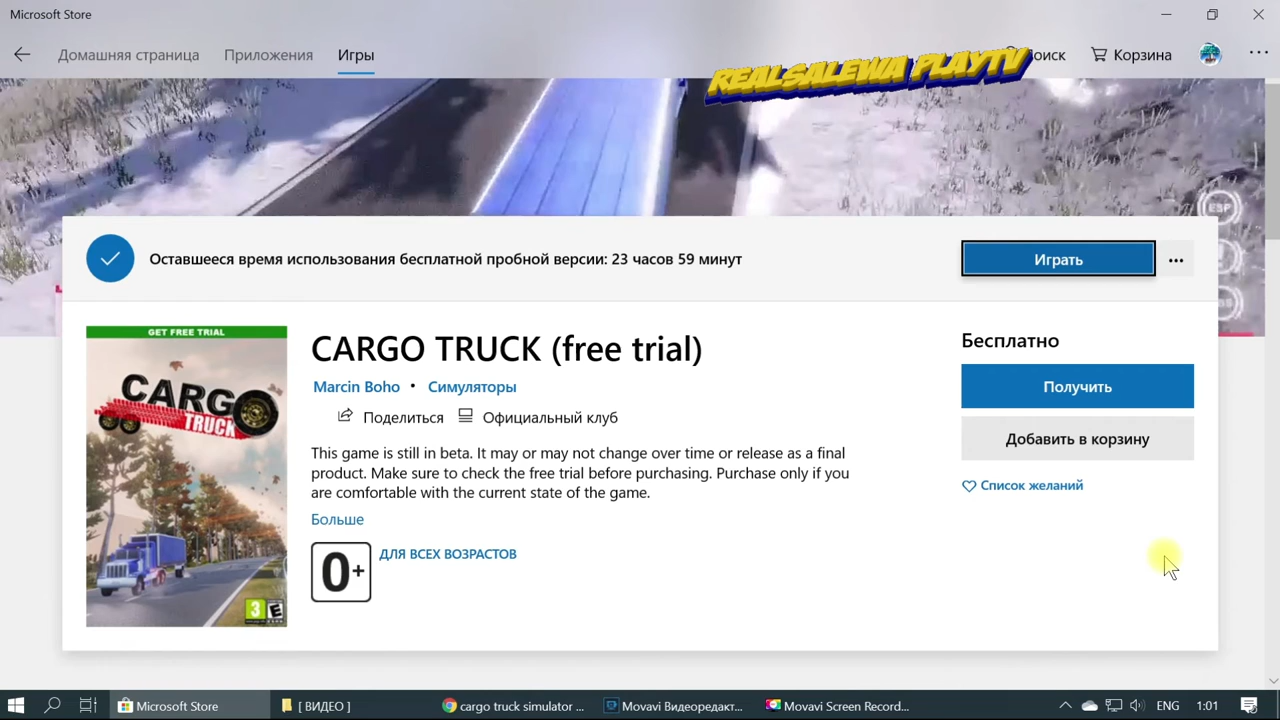 Microsoft Store
Домашняя страница
Приложения
Игры
REALSALEWA PLAYTV
Корзина
ESP
Оставшееся время использования бесплатной пробной версии: 23 часов 59 минут
Играть
GET FREE TRIAL
CARGO
TRUCK
3 E
CARGO TRUCK (free trial)
Marcin Boho • Симуляторы
Поделиться
Официальный клуб
This game is still in beta. It may or may not change over time or release as a final
product. Make sure to check the free trial before purchasing. Purchase only if you
are comfortable with the current state of the game.
Больше
0+
ДЛЯ ВСЕХ ВОЗРАСТОВ
Бесплатно
Получить
Добавить в корзину
Список желаний
Microsoft Store
[ ВИДЕО ]
cargo truck simulator ...
Movavi Видеоредакт...
Movavi Screen Record...
ENG
1:01